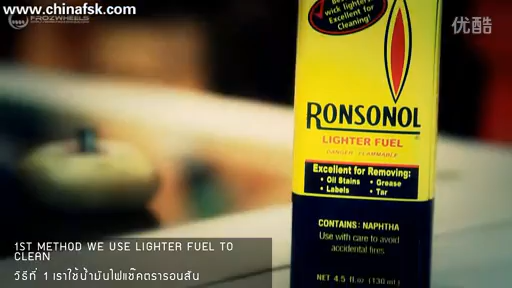 www.chinafsk.com
FROZWHEELS
优酷
wick lighters
Excellent for
Cleaning!
RONSONOL
LIGHTER FUEL
DANGER FLAMMABLE
Excellent for Removing:
• Oil Stains • Grease
• Labels • Tar
CONTAINS: NAPHTHA
Use with care to avoid
accidental fires.
NET 4.5 fl. oz (130 ml)
1ST METHOD WE USE LIGHTER FUEL TO
CLEAN
วิธีที่ 1 เราใช้น้ำมันไฟแช็คตรารอนสัน